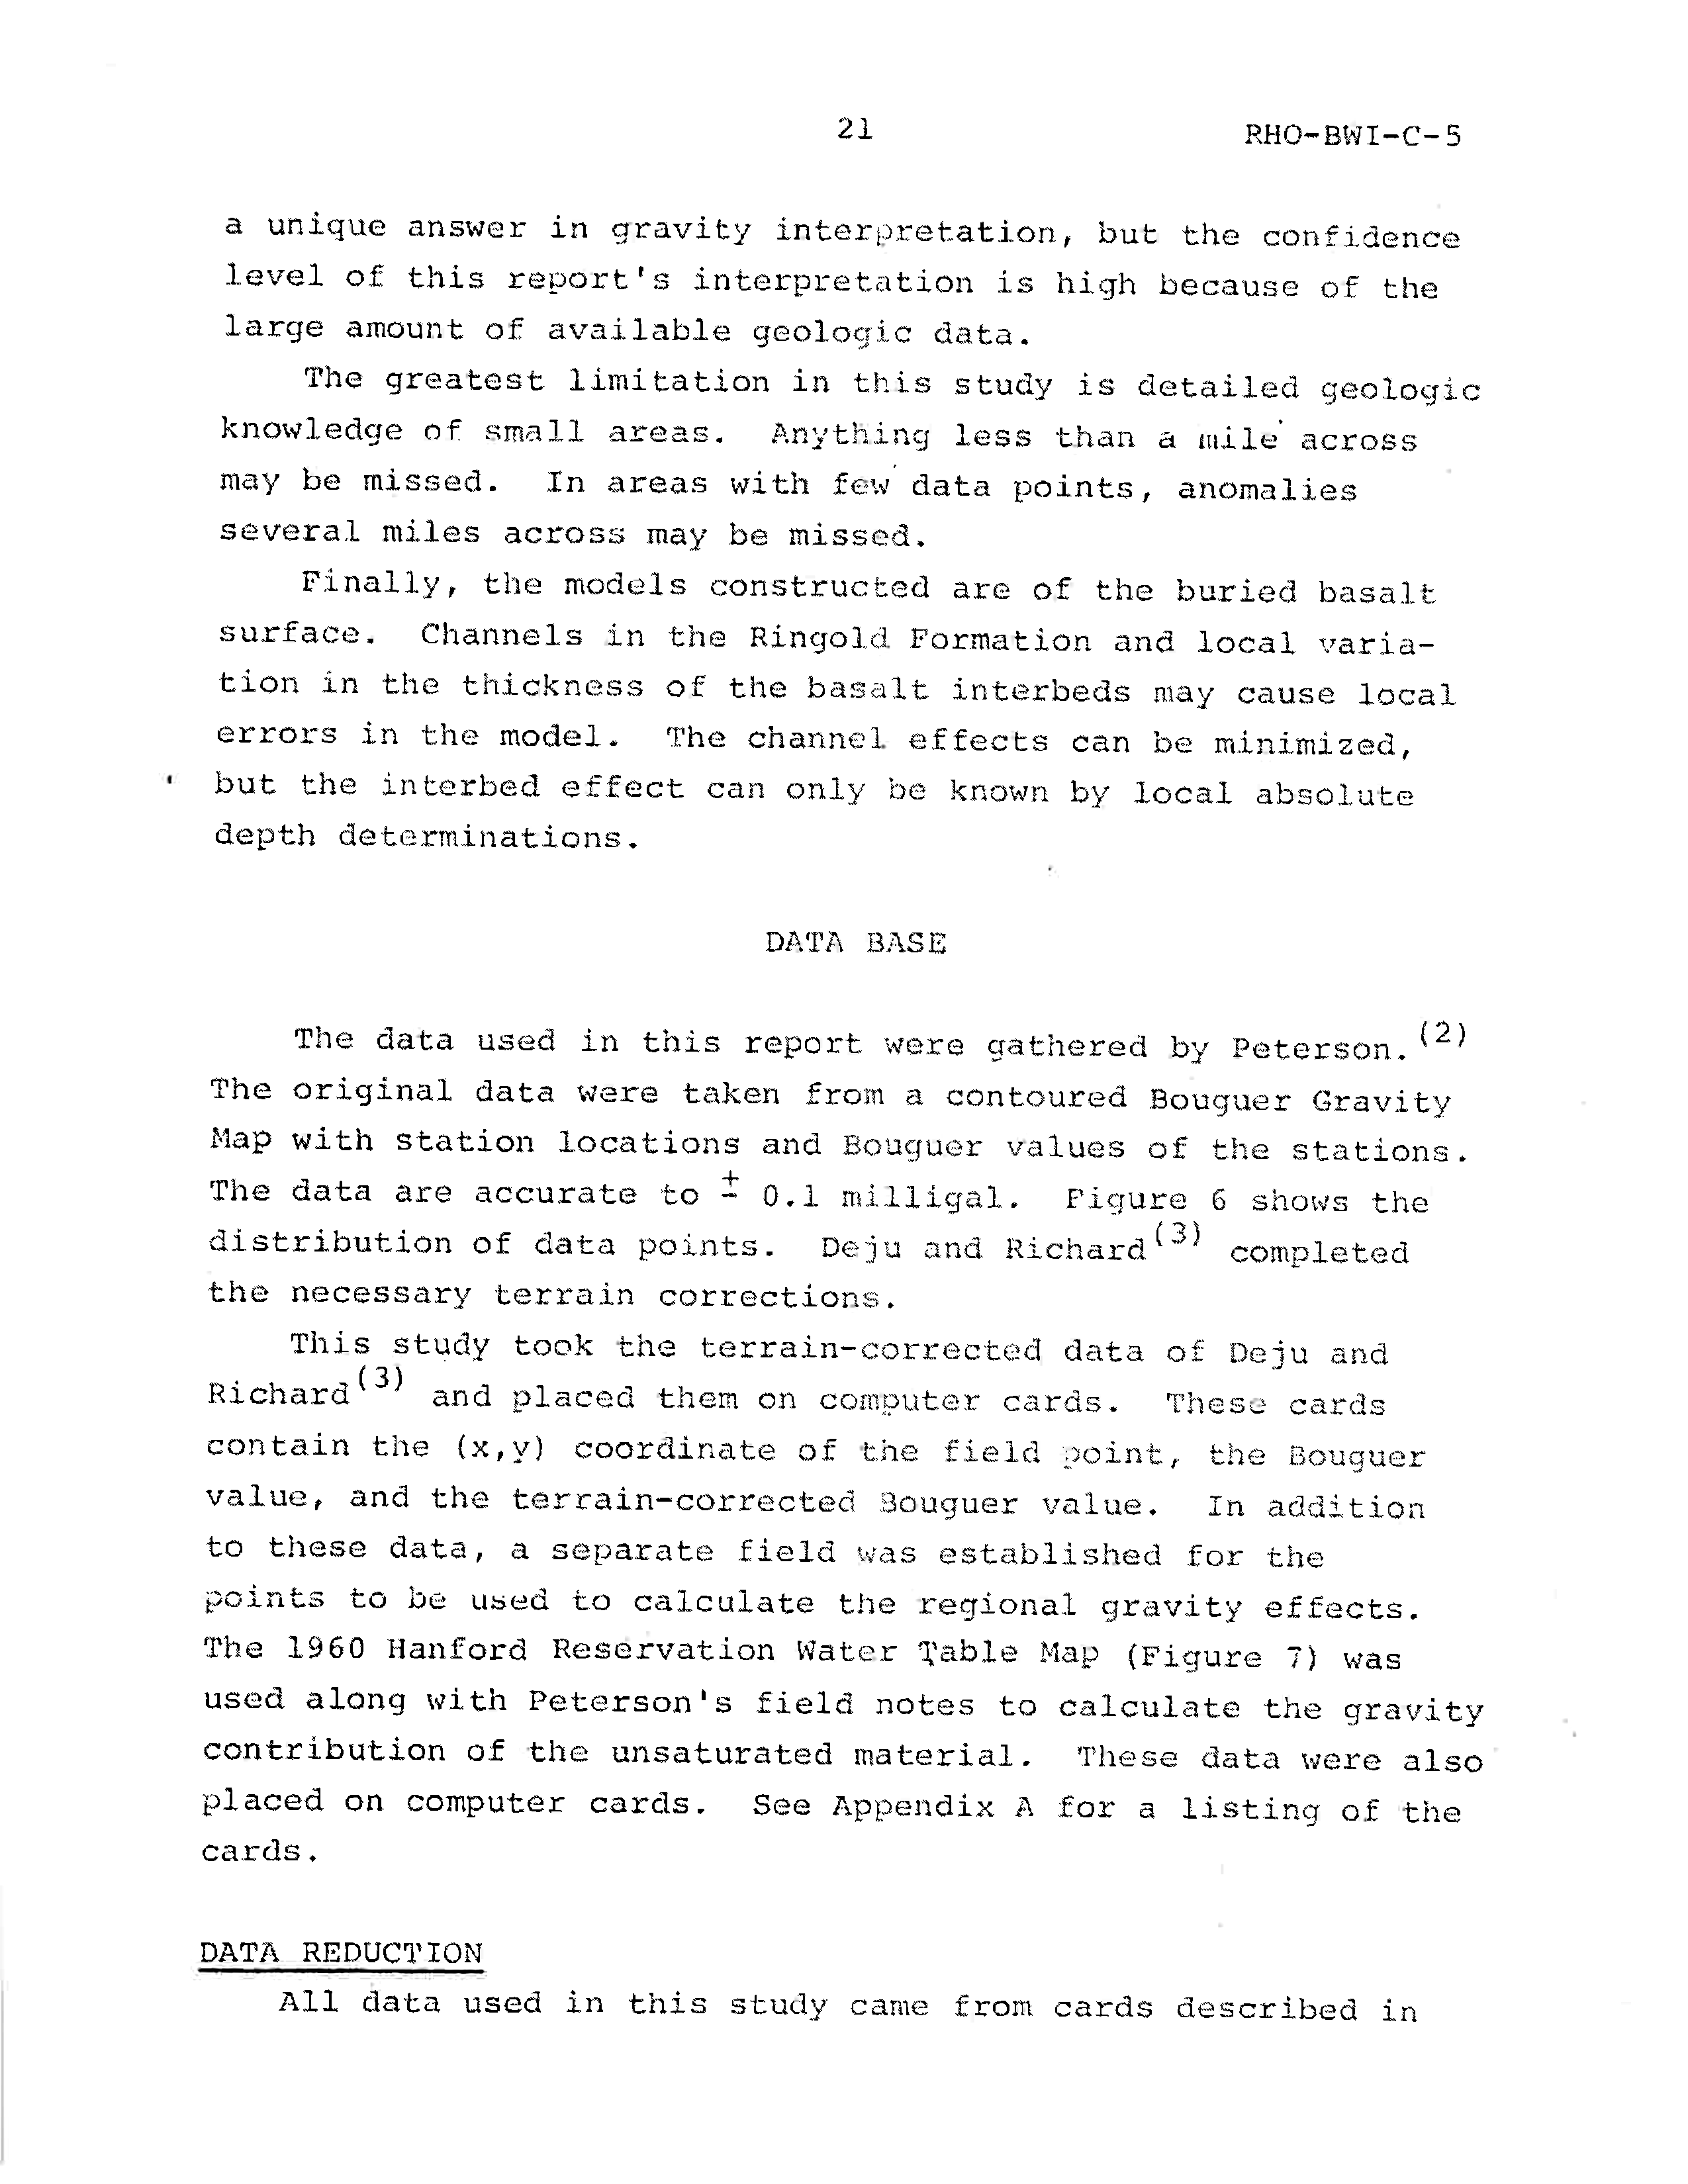 21
RHO-BWI-C-5
a unique answer in gravity interpretation, but the confidence
level of this report's interpretation is high because of the
large amount of available geologic data.
The greatest limitation in this study is detailed geologic
knowledge of small areas. Anything less than a mile across
may be missed. In areas with few data points, anomalies
several miles across may be missed.
Finally, the models constructed are of the buried basalt
surface. Channels in the Ringold Formation and local varia-
tion in the thickness of the basalt interbeds may cause local
errors in the model. The channel effects can be minimized,
but the interbed effect can only be known by local absolute
depth determinations.
DATA BASE
The data used in this report were gathered by Peterson.(2)
The original data were taken from a contoured Bouguer Gravity
Map with station locations and Bouguer values of the stations.
The data are accurate to ± 0.1 milligal. Figure 6 shows the
distribution of data points. Deju and Richard(3) completed
the necessary terrain corrections.
This study took the terrain-corrected data of Deju and
Richard(3) and placed them on computer cards. These cards
contain the (x,y) coordinate of the field point, the Bouguer
value, and the terrain-corrected Bouguer value. In addition
to these data, a separate field was established for the
points to be used to calculate the regional gravity effects.
The 1960 Hanford Reservation Water Table Map (Figure 7) was
used along with Peterson's field notes to calculate the gravity
contribution of the unsaturated material. These data were also
placed on computer cards. See Appendix A for a listing of the
cards.
DATA REDUCTION
All data used in this study came from cards described in